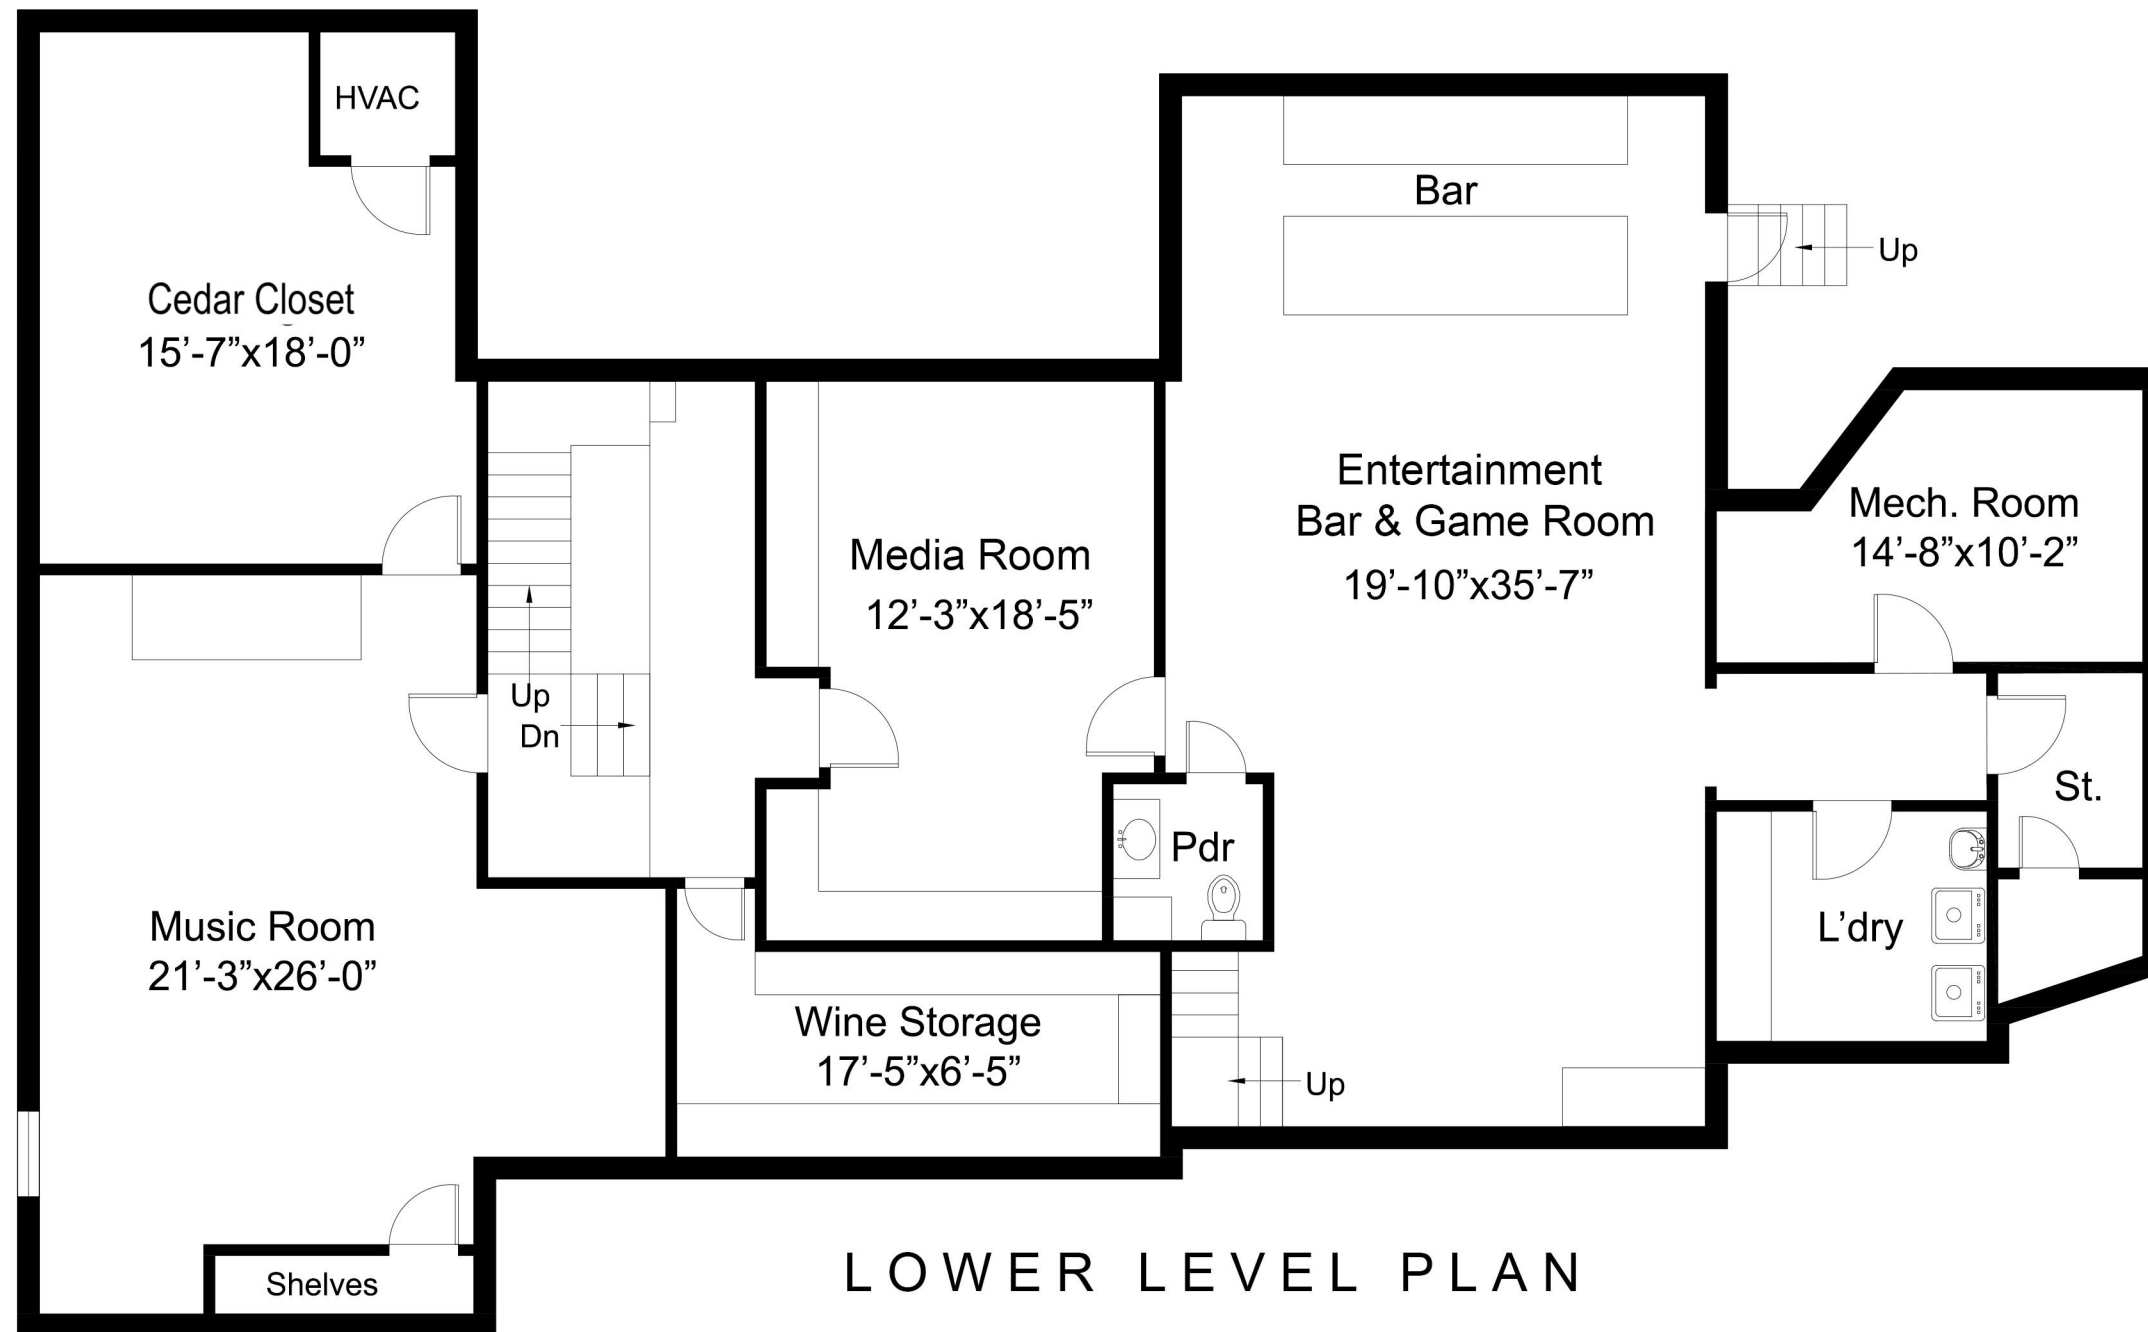 HVAC
Cedar Closet
15’-7”x18’-0”
Bar
Up
Entertainment
Bar & Game Room
19’-10”x35’-7”
Mech. Room
14’-8”x10’-2”
Media Room
12’-3”x18’-5”
Up
Dn
St.
Pdr
L’dry
Music Room
21’-3”x26’-0”
Wine Storage
17’-5”x6’-5”
Up
Shelves
LOWER LEVEL PLAN